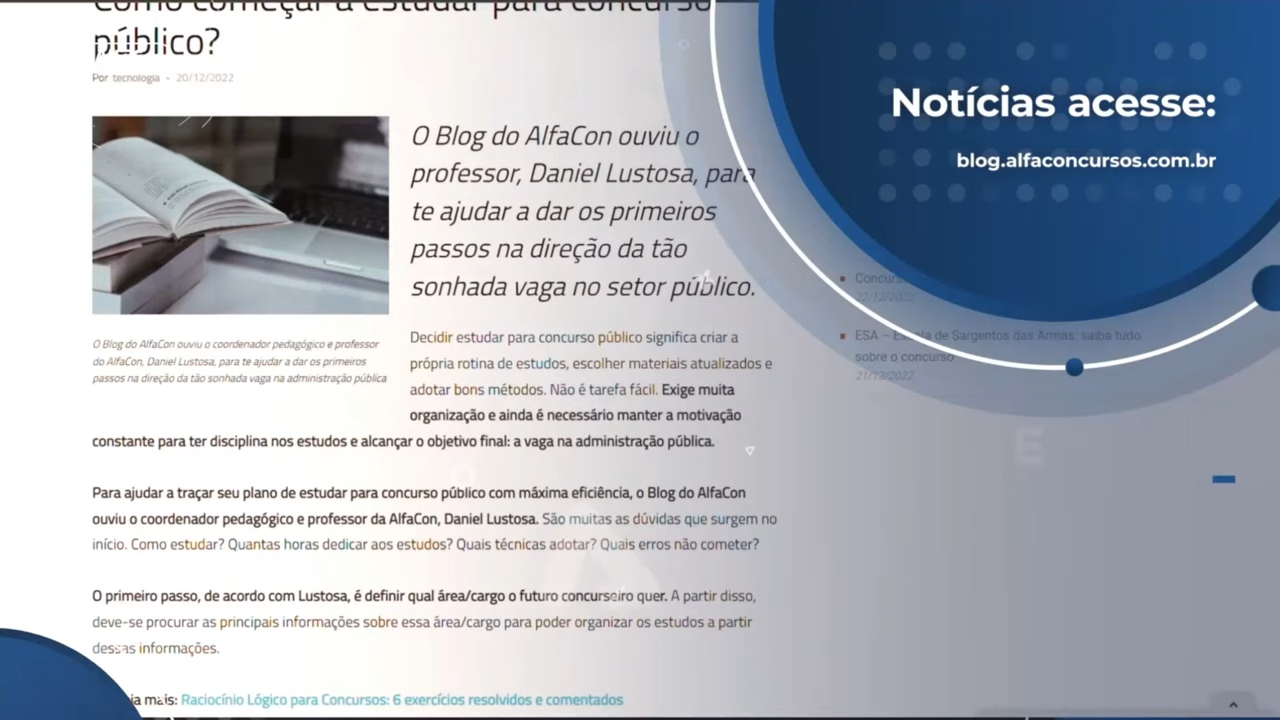 Como começar a estudar para concurso
público?
Por tecnologia - 20/12/2022
O Blog do AlfaCon ouviu o
professor, Daniel Lustosa, para
te ajudar a dar os primeiros
passos na direção da tão
sonhada vaga no setor público.
O Blog do AlfaCon ouviu o coordenador pedagógico e professor
do AlfaCon, Daniel Lustosa, para te ajudar a dar os primeiros
passos na direção da tão sonhada vaga na administração pública
Decidir estudar para concurso público significa criar a
própria rotina de estudos, escolher materiais atualizados e
adotar bons métodos. Não é tarefa fácil. Exige muita
organização e ainda é necessário manter a motivação
constante para ter disciplina nos estudos e alcançar o objetivo final: a vaga na administração pública.
Para ajudar a traçar seu plano de estudar para concurso público com máxima eficiência, o Blog do AlfaCon
ouviu o coordenador pedagógico e professor da AlfaCon, Daniel Lustosa. São muitas as dúvidas que surgem no
início. Como estudar? Quantas horas dedicar aos estudos? Quais técnicas adotar? Quais erros não cometer?
O primeiro passo, de acordo com Lustosa, é definir qual área/cargo o futuro concurseiro quer. A partir disso,
deve-se procurar as principais informações sobre essa área/cargo para poder organizar os estudos a partir
dessas informações.
mais: Raciocínio Lógico para Concursos: 6 exercícios resolvidos e comentados
Notícias acesse:
blog.alfaconcursos.com.br
22/12/2022
ESA – Escola de Sargentos das Armas: saiba tudo
sobre o concurso
21/12/2022